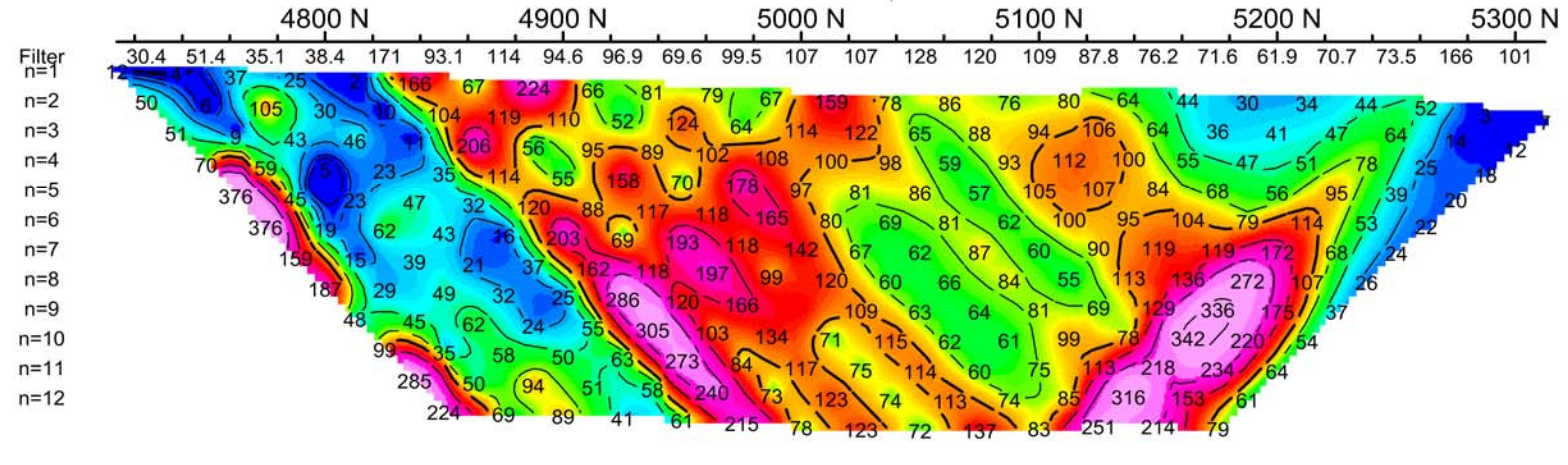 4800 N 4900 N 5000 N 5100 N 5200 N 5300 N
Filter 30.4 51.4 35.1 38.4 171 93.1 114 94.6 96.9 69.6 99.5 107 107 128 120 109 87.8 76.2 71.6 61.9 70.7 73.5 166 101
n=1 12 4 37 25 2 166 67 224 66 81 79 67 159 78 86 76 80 64 44 30 34 44 52 3
n=2 50 6 105 30 10 104 119 110 52 124 64 114 122 65 88 94 106 64 36 41 47 64 14 12
n=3 51 9 43 46 11 206 56 95 89 102 108 100 98 59 93 112 100 55 47 51 78 25 18
n=4 70 59 5 23 35 114 55 158 70 178 97 81 86 57 105 107 84 68 56 95 39 20
n=5 376 45 23 47 32 120 88 117 118 165 80 69 81 62 100 95 104 79 114 53 22
n=6 376 19 62 43 16 203 69 193 118 142 67 62 87 60 90 119 119 172 68 24
n=7 159 15 39 21 37 162 118 197 99 120 60 66 84 55 113 136 272 107 26
n=8 187 29 49 32 25 286 120 166 109 63 64 81 69 129 336 175 37
n=9 48 45 62 24 55 305 103 134 71 115 62 61 99 78 342 220 54
n=10 99 35 58 50 63 273 84 117 75 114 60 75 113 218 234 64
n=11 285 50 94 51 58 240 73 123 74 113 74 85 316 153 61
n=12 224 69 89 41 61 215 78 123 72 137 83 251 214 79